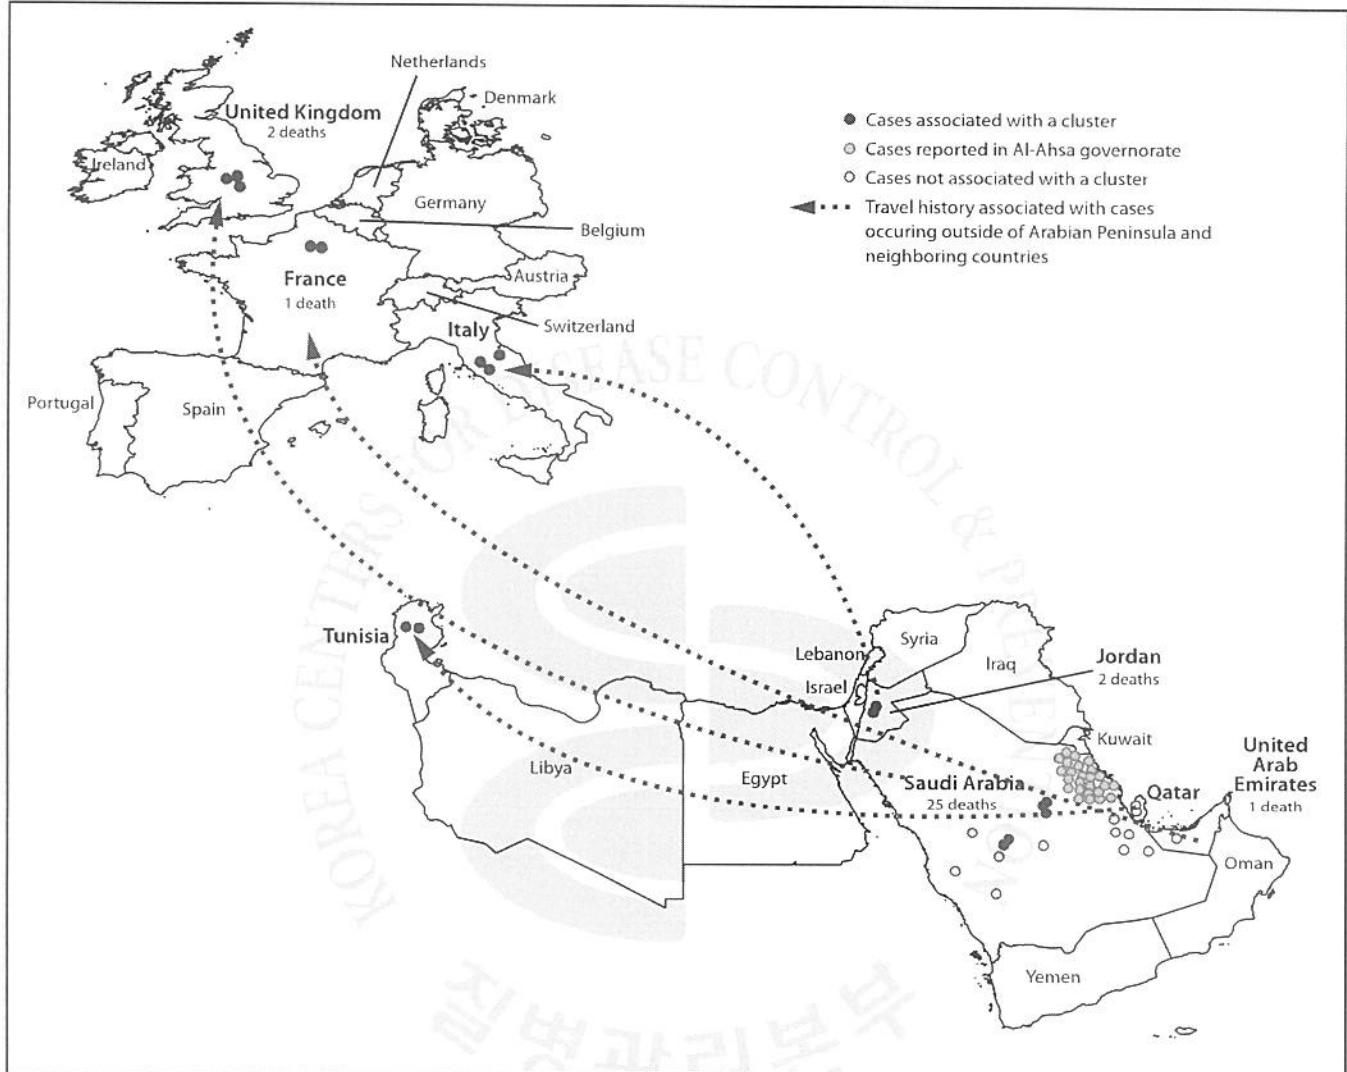 Netherlands
Denmark
United Kingdom
2 deaths
Ireland
Germany
Belgium
France
1 death
Austria
Switzerland
Italy
Portugal
Spain
Cases associated with a cluster
Cases reported in Al-Ahsa governorate
Cases not associated with a cluster
Travel history associated with cases
occuring outside of Arabian Peninsula and
neighboring countries
Tunisia
Libya
Egypt
Lebanon
Syria
Israel
Iraq
Jordan
2 deaths
Kuwait
Saudi Arabia
25 deaths
Qatar
United
Arab
Emirates
1 death
Oman
Yemen
KOREA CENTERS FOR DISEASE CONTROL & PREVENTION
질병관리본부